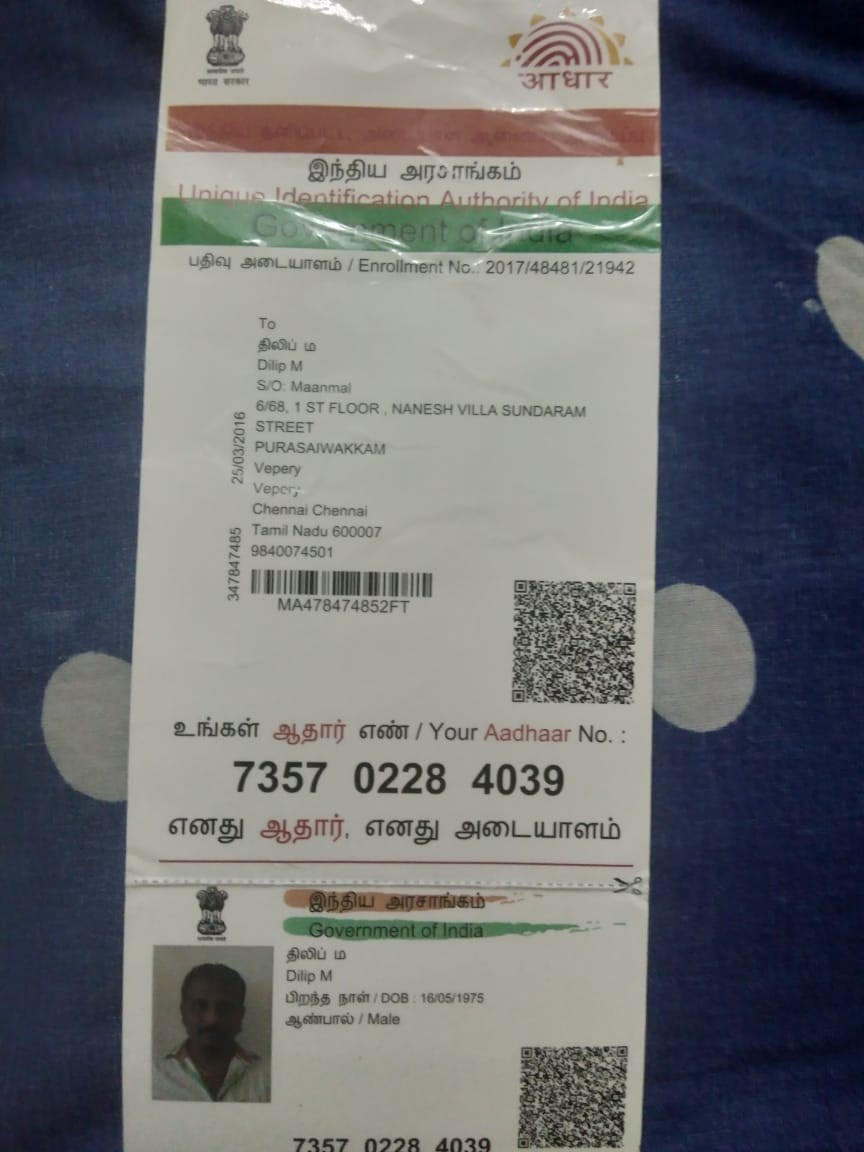 भारत सरकार
आधार
இந்திய அரசாங்கம்
Unique Identification Authority of India
Government of India
பதிவு அடையாளம் / Enrollment No.: 2017/48481/21942
To
திலிப் ம
Dilip M
S/O: Maanmal
6/68, 1 ST FLOOR , NANESH VILLA SUNDARAM
STREET
PURASAIWAKKAM
Vepery
Vepery
Chennai Chennai
Tamil Nadu 600007
9840074501
25/03/2016
347847485
MA478474852FT
உங்கள் ஆதார் எண் / Your Aadhaar No. :
7357 0228 4039
எனது ஆதார், எனது அடையாளம்
இந்திய அரசாங்கம்
Government of India
திலிப் ம
Dilip M
பிறந்த நாள் / DOB : 16/05/1975
ஆண்பால் / Male
7357 0228 4039